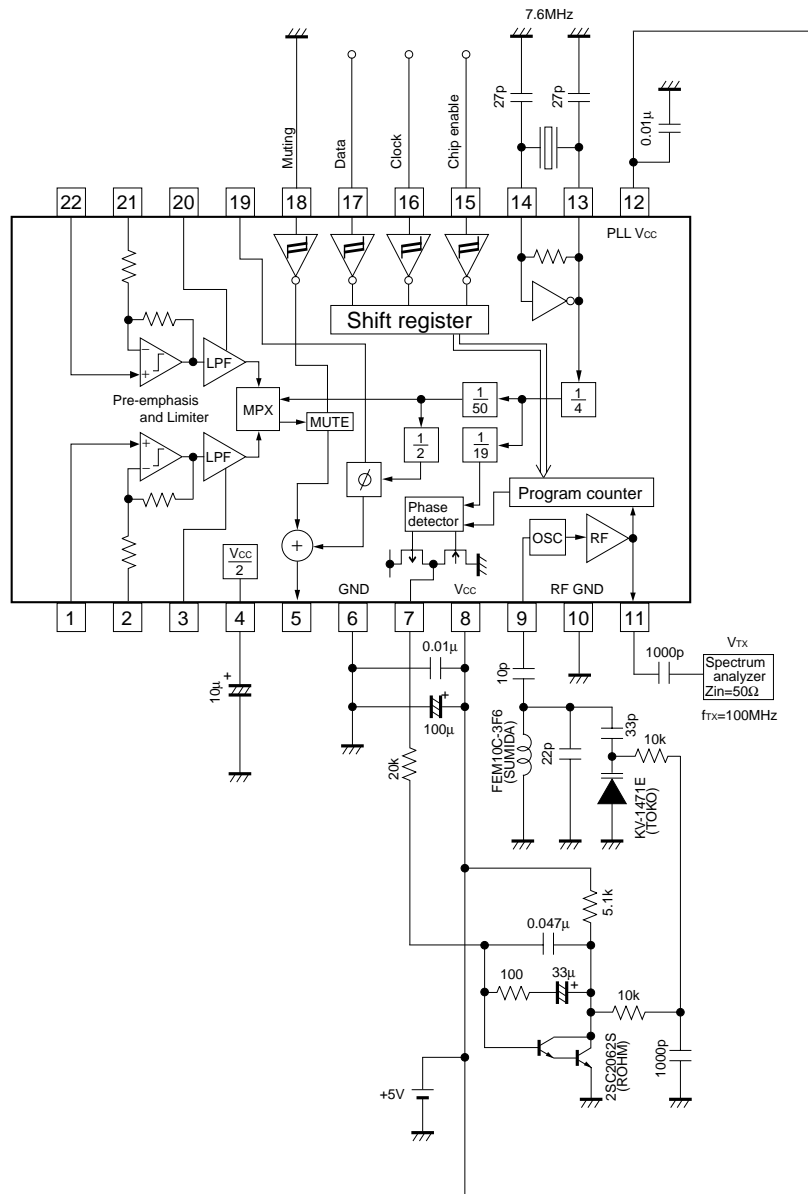 7.6MHz
27p
27p
0.01μ
Muting
Data
Clock
Chip enable
22
21
20
19
18
17
16
15
14
13
12
PLL VCC
Shift register
LPF
Pre-emphasis
and Limiter
MPX
MUTE
1
50
1
4
1
2
1
19
LPF
ϕ
Phase
detector
Program counter
OSC
RF
+
VCC
2
GND
VCC
RF GND
1
2
3
4
5
6
7
8
9
10
11
10μ
+
0.01μ
+
100μ
20k
10p
FEM10C-3F6
(SUMIDA)
22p
33p
KV-1471E
(TOKO)
10k
1000p
VTX
Spectrum
analyzer
Zin=50Ω
fTX=100MHz
5.1k
0.047μ
100
33μ
+
10k
2SC2062S
(ROHM)
1000p
+5V